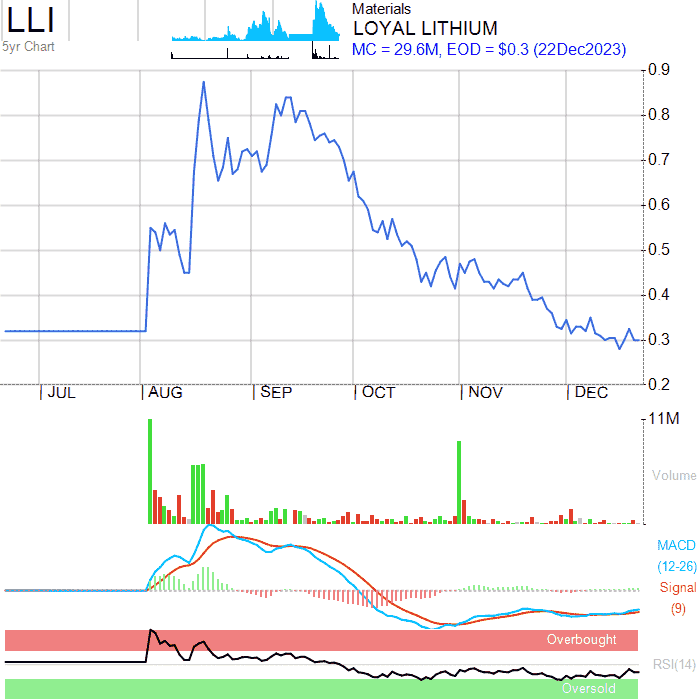 LLI
5yr Chart
Materials
LOYAL LITHIUM
MC = 29.6M, EOD = $0.3 (22Dec2023)
0.9
0.8
0.7
0.6
0.5
0.4
0.3
0.2
JUL AUG SEP OCT NOV DEC
11M
Volume
MACD
(12-26)
Signal
(9)
Overbought
RSI(14)
Oversold